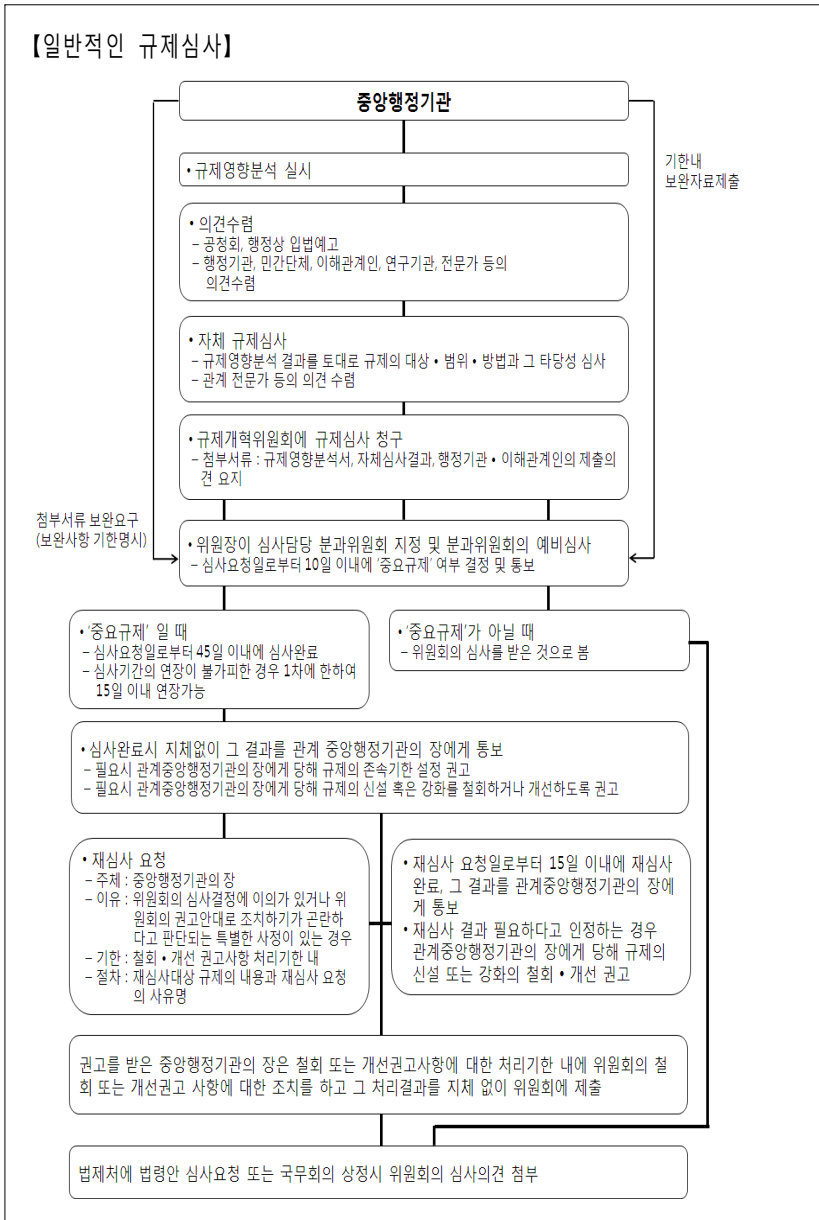 【일반적인 규제심사】
중앙행정기관
• 규제영향분석 실시
기한내
보완자료제출
• 의견수렴
– 공청회, 행정상 입법예고
– 행정기관, 민간단체, 이해관계인, 연구기관, 전문가 등의
의견수렴
• 자체 규제심사
– 규제영향분석 결과를 토대로 규제의 대상 • 범위 • 방법과 그 타당성 심사
– 관계 전문가 등의 의견 수렴
• 규제개혁위원회에 규제심사 청구
– 첨부서류 : 규제영향분석서, 자체심사결과, 행정기관 • 이해관계인의 제출의
견 요지
첨부서류 보완요구
(보완사항 기한명시)
• 위원장이 심사담당 분과위원회 지정 및 분과위원회의 예비심사
– 심사요청일로부터 10일 이내에 ‘중요규제’ 여부 결정 및 통보
• ‘중요규제’ 일 때
– 심사요청일로부터 45일 이내에 심사완료
– 심사기간의 연장이 불가피한 경우 1차에 한하여
15일 이내 연장가능
• ‘중요규제’가 아닐 때
– 위원회의 심사를 받은 것으로 봄
• 심사완료시 지체없이 그 결과를 관계 중앙행정기관의 장에게 통보
– 필요시 관계중앙행정기관의 장에게 당해 규제의 존속기한 설정 권고
– 필요시 관계중앙행정기관의 장에게 당해 규제의 신설 혹은 강화를 철회하거나 개선하도록 권고
• 재심사 요청
– 주체 : 중앙행정기관의 장
– 이유 : 위원회의 심사결정에 이의가 있거나 위
원회의 권고안대로 조치하기가 곤란하
다고 판단되는 특별한 사정이 있는 경우
– 기한 : 철회 • 개선 권고사항 처리기한 내
– 절차 : 재심사대상 규제의 내용과 재심사 요청
의 사유명
• 재심사 요청일로부터 15일 이내에 재심사
완료, 그 결과를 관계중앙행정기관의 장에
게 통보
• 재심사 결과 필요하다고 인정하는 경우
관계중앙행정기관의 장에게 당해 규제의
신설 또는 강화의 철회 • 개선 권고
권고를 받은 중앙행정기관의 장은 철회 또는 개선권고사항에 대한 처리기한 내에 위원회의 철
회 또는 개선권고 사항에 대한 조치를 하고 그 처리결과를 지체 없이 위원회에 제출
법제처에 법령안 심사요청 또는 국무회의 상정시 위원회의 심사의견 첨부